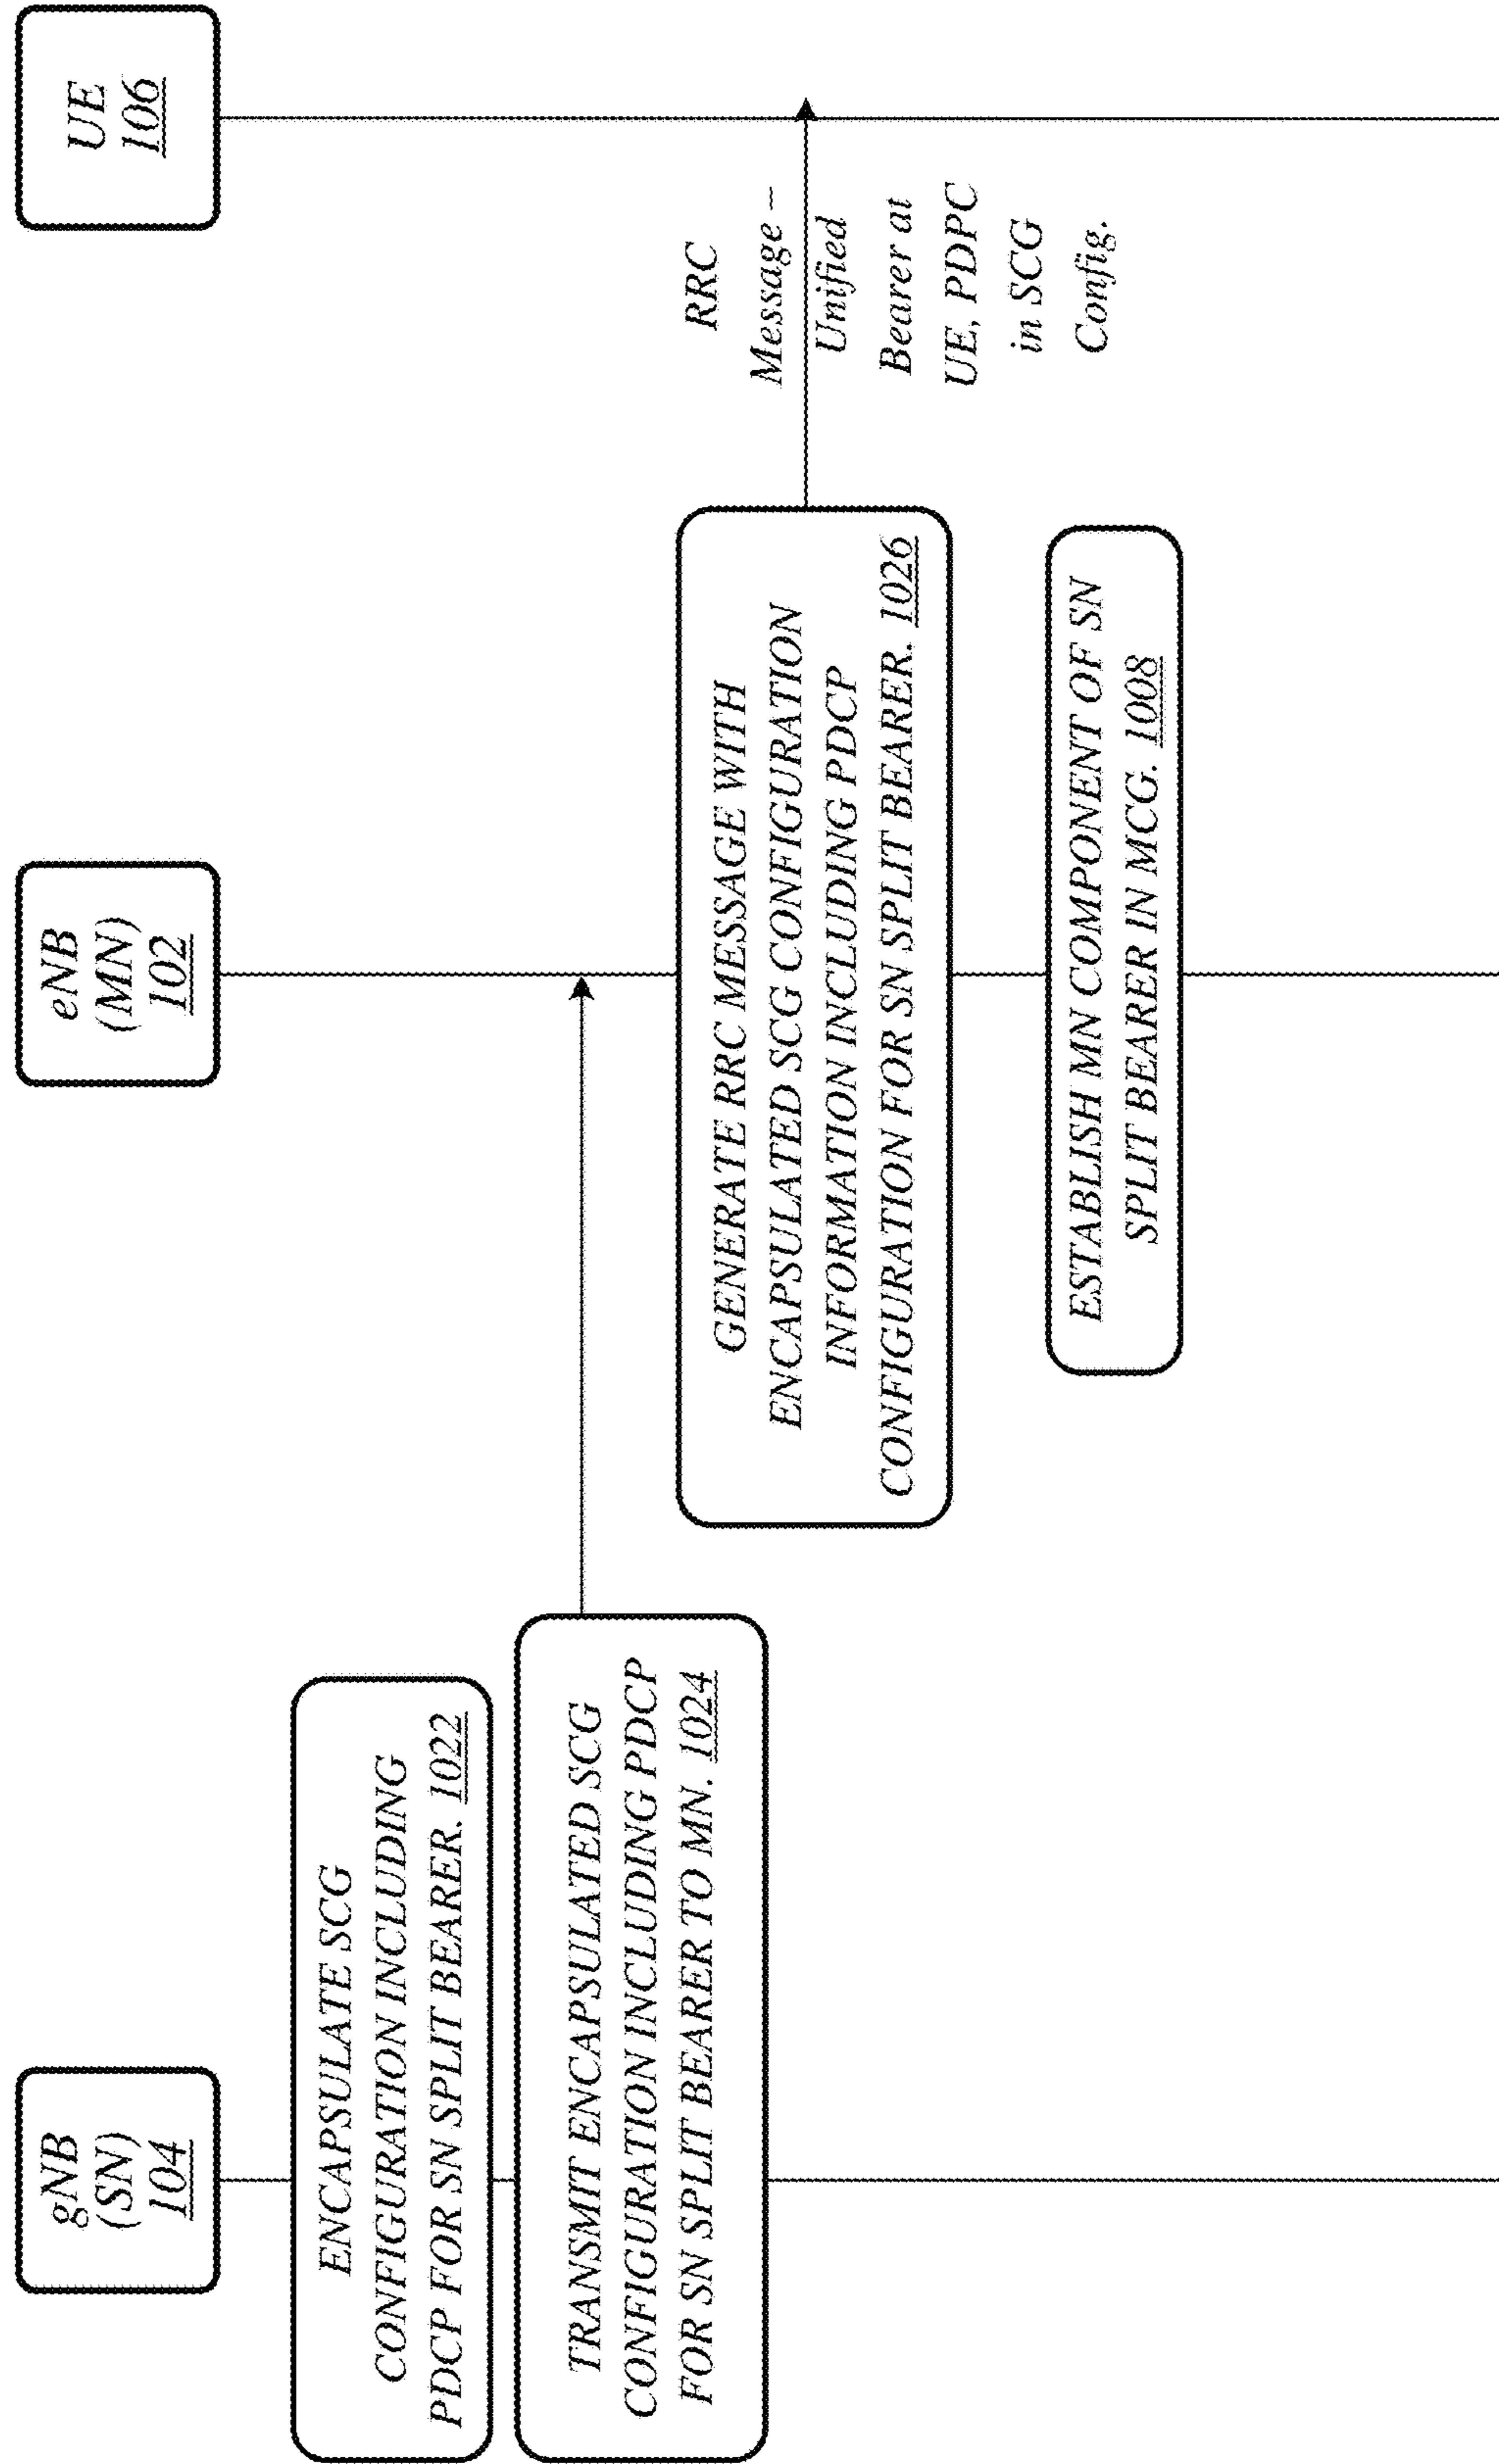 gNB
(SN)
104
eNB
(MN)
102
UE
106
ENCAPSULATE SCG
CONFIGURATION INCLUDING
PDCP FOR SN SPLIT BEARER. 1022
TRANSMIT ENCAPSULATED SCG
CONFIGURATION INCLUDING PDCP
FOR SN SPLIT BEARER TO MN. 1024
GENERATE RRC MESSAGE WITH
ENCAPSULATED SCG CONFIGURATION
INFORMATION INCLUDING PDCP
CONFIGURATION FOR SN SPLIT BEARER. 1026
RRC
Message –
Unified
Bearer at
UE, PDPC
in SCG
Config.
ESTABLISH MN COMPONENT OF SN
SPLIT BEARER IN MCG. 1008